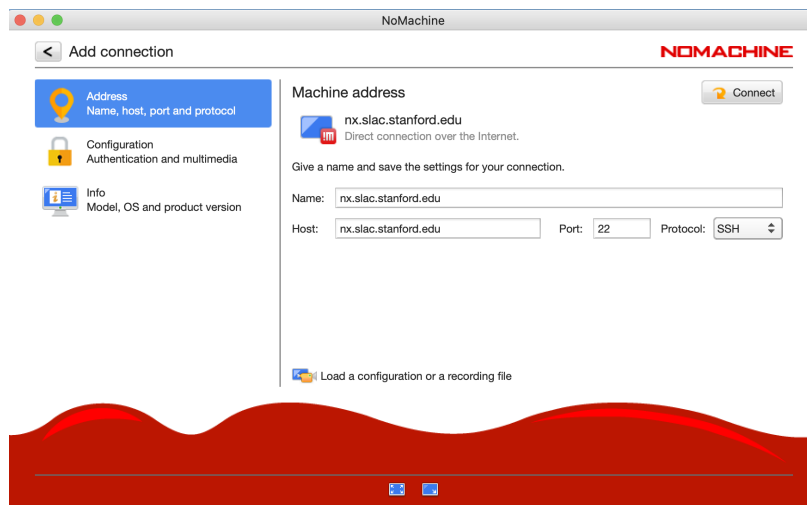 NoMachine
Add connection
NOMACHINE
Address
Name, host, port and protocol
Configuration
Authentication and multimedia
Info
Model, OS and product version
Machine address
Connect
nx.slac.stanford.edu
Direct connection over the Internet.
Give a name and save the settings for your connection.
Name: nx.slac.stanford.edu
Host: nx.slac.stanford.edu Port: 22 Protocol: SSH
Load a configuration or a recording file